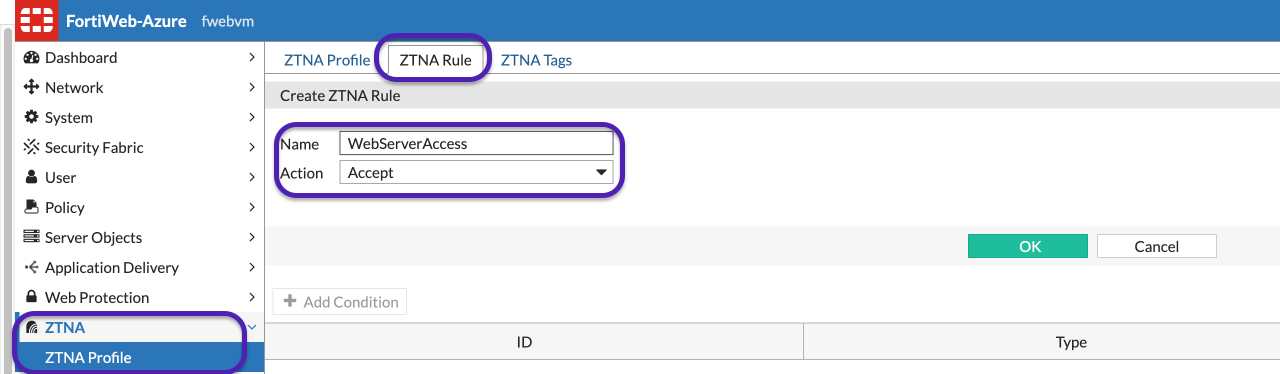 FortiWeb-Azure fwebvm
Dashboard
Network
System
Security Fabric
User
Policy
Server Objects
Application Delivery
Web Protection
ZTNA
ZTNA Profile
ZTNA Profile ZTNA Rule ZTNA Tags
Create ZTNA Rule
Name WebServerAccess
Action Accept
OK Cancel
Add Condition
ID Type